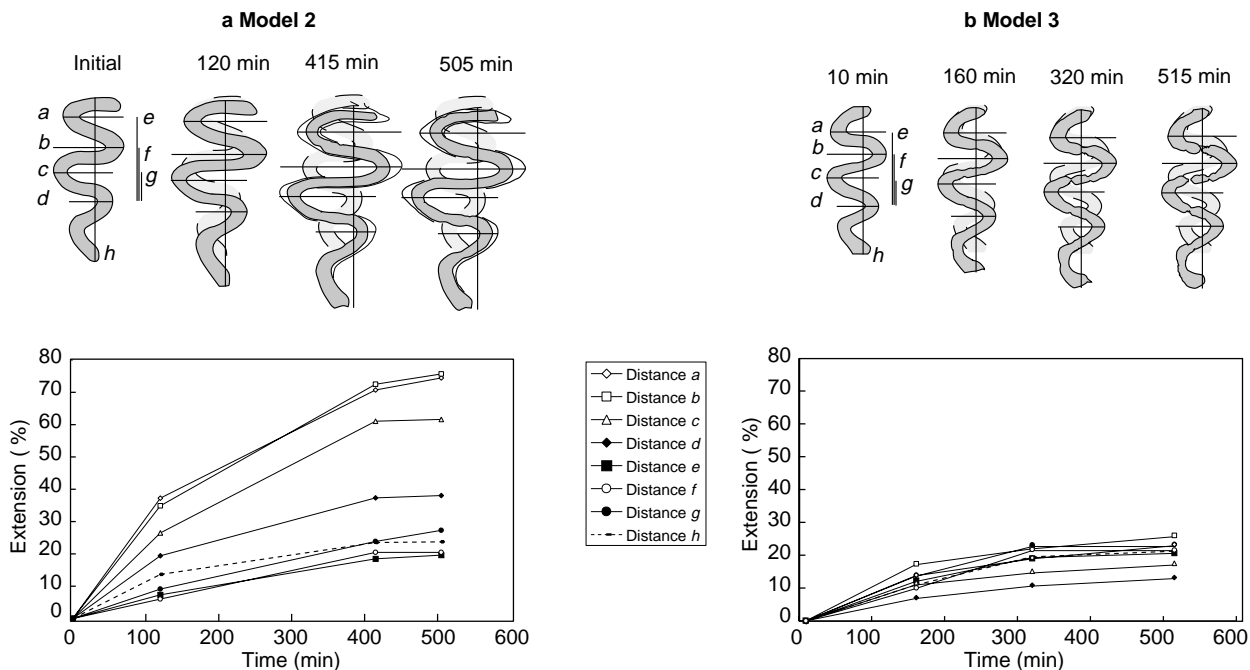 a Model 2
b Model 3
Initial
120 min
415 min
505 min
a
b
c
d
e
f
g
h
10 min
160 min
320 min
515 min
a
b
c
d
e
f
g
h
80
70
60
50
40
30
20
10
0
Extension ( %)
0 100 200 300 400 500 600
Time (min)
Distance a
Distance b
Distance c
Distance d
Distance e
Distance f
Distance g
Distance h
80
70
60
50
40
30
20
10
0
Extension ( %)
0 100 200 300 400 500 600
Time (min)